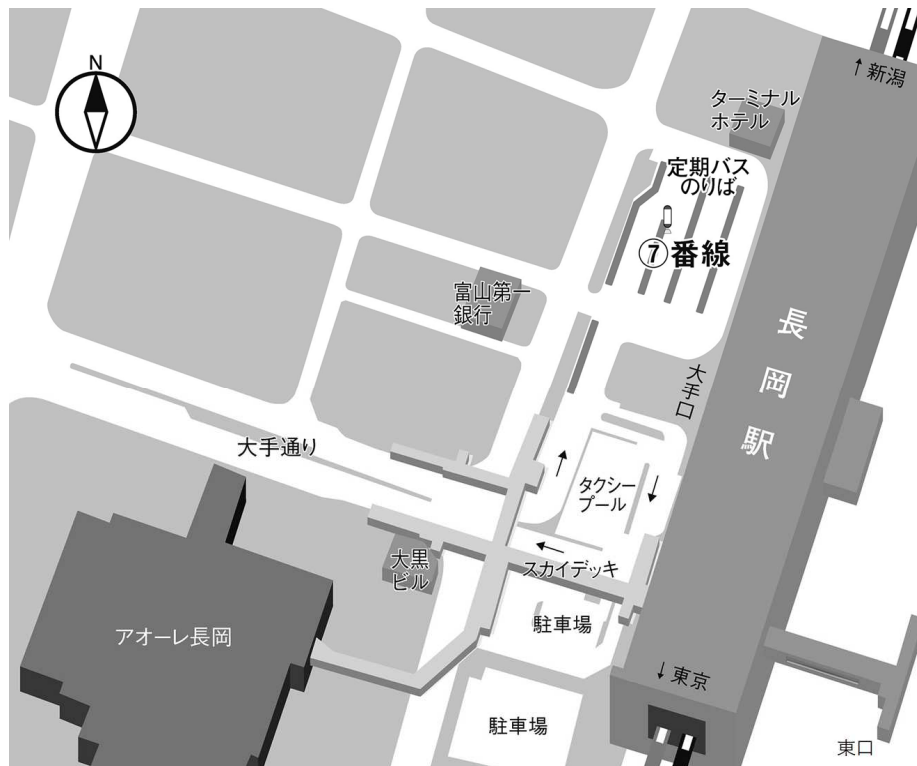 N
↑新潟
ターミナル
ホテル
定期バス
のりば
⑦番線
富山第一
銀行
長岡駅
大手口
大手通り
タクシー
プール
大黒
ビル
スカイデッキ
アオーレ長岡
駐車場
↓東京
駐車場
東口